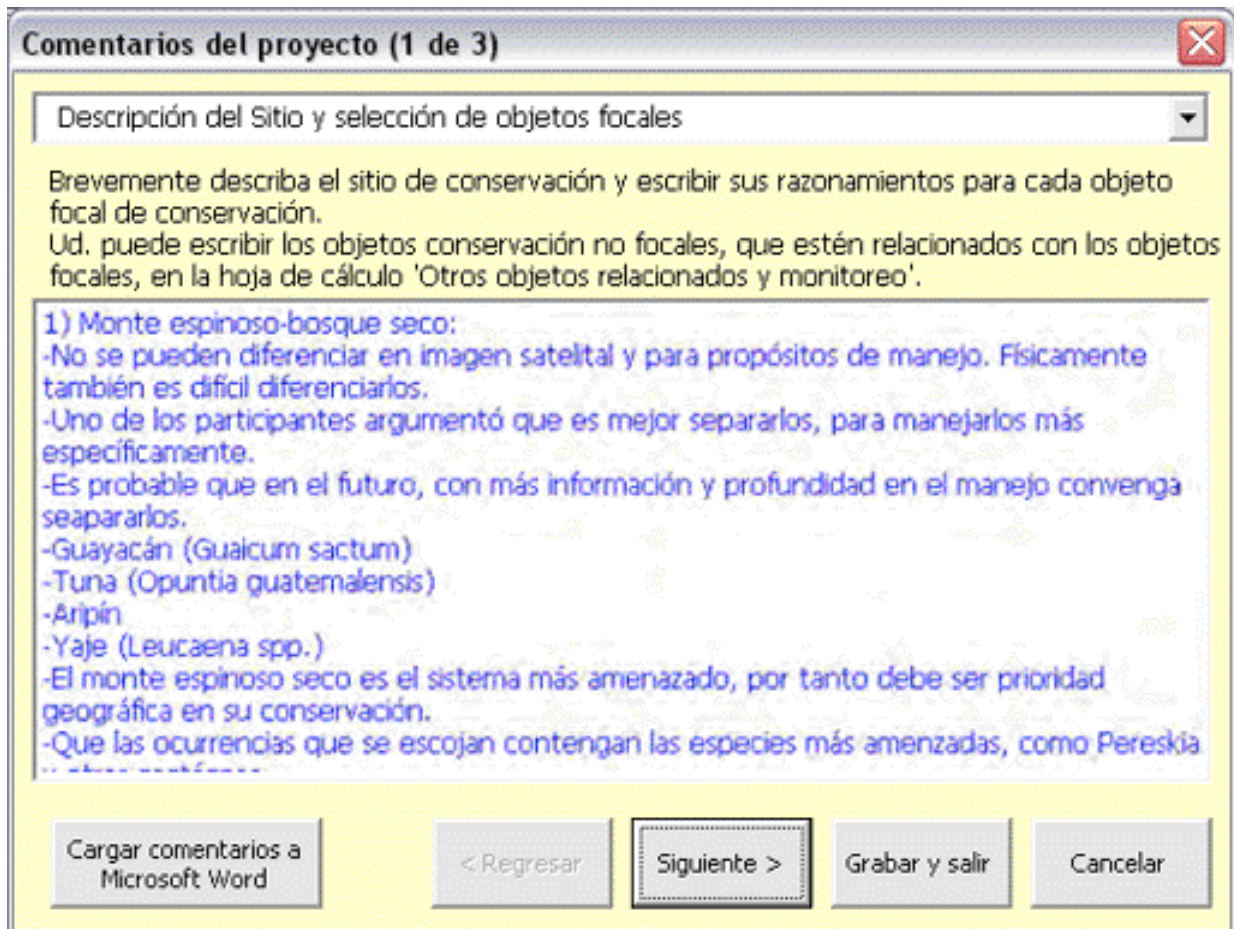 Comentarios del proyecto (1 de 3)
Descripción del Sitio y selección de objetos focales
Brevemente describa el sitio de conservación y escribir sus razonamientos para cada objeto
focal de conservación.
Ud. puede escribir los objetos conservación no focales, que estén relacionados con los objetos
focales, en la hoja de cálculo 'Otros objetos relacionados y monitoreo'.
1) Monte espinoso-bosque seco:
-No se pueden diferenciar en imagen satelital y para propósitos de manejo. Físicamente
también es difícil diferenciarlos.
-Uno de los participantes argumentó que es mejor separarlos, para manejarlos más
específicamente.
-Es probable que en el futuro, con más información y profundidad en el manejo convenga
seapararlos.
-Guayacán (Guaicum sactum)
-Tuna (Opuntia guatemalensis)
-Aripín
-Yaje (Leucaena spp.)
-El monte espinoso seco es el sistema más amenazado, por tanto debe ser prioridad
geográfica en su conservación.
-Que las ocurrencias que se escojan contengan las especies más amenzadas, como Pereskia
Cargar comentarios a
Microsoft Word
< Regresar
Siguiente >
Grabar y salir
Cancelar